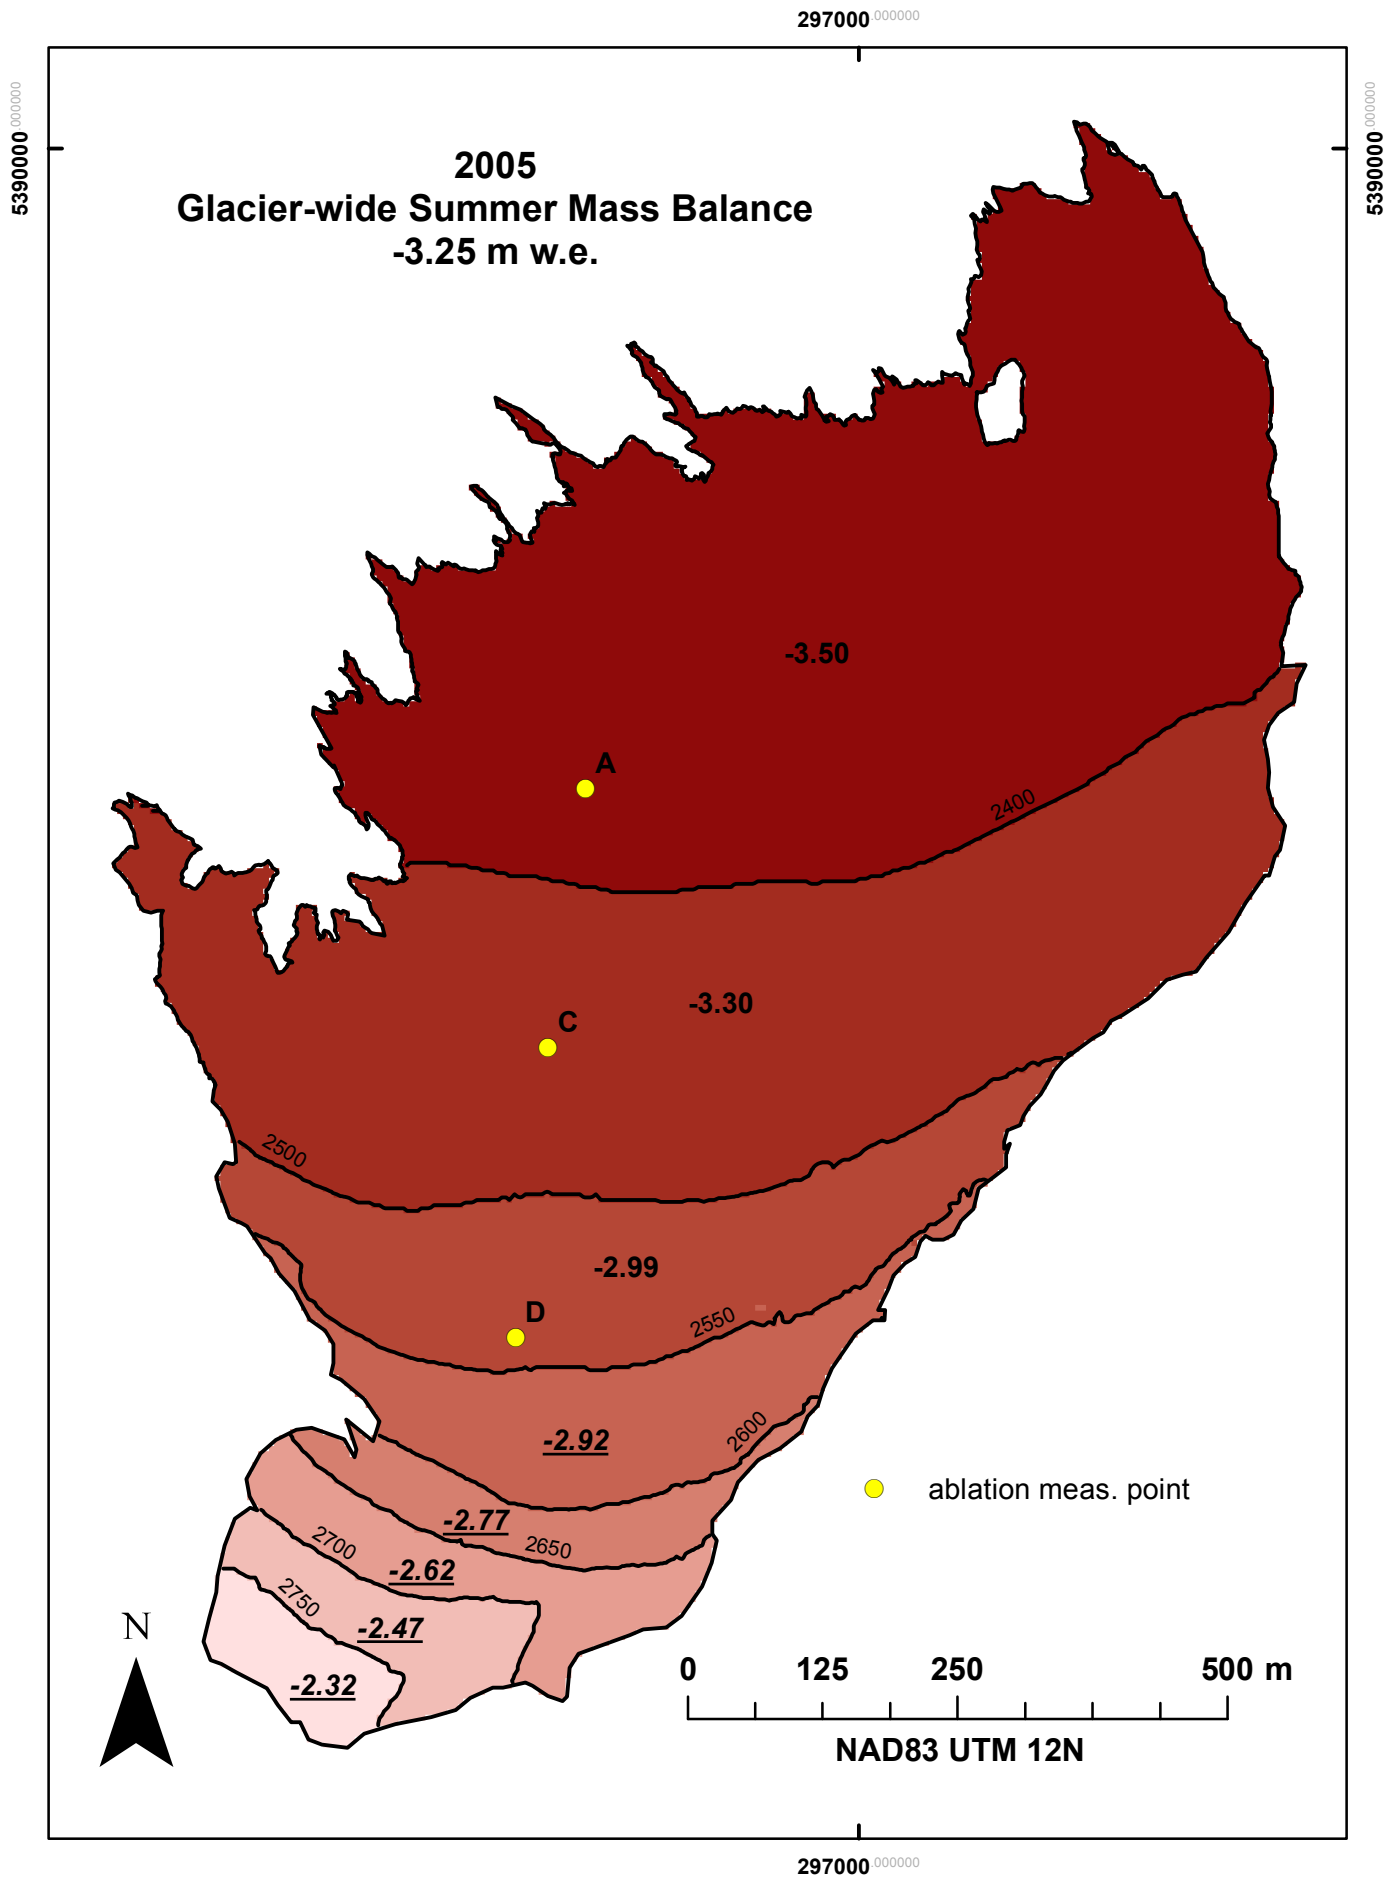 297000.000000
5390000.000000
5390000.000000
2005
Glacier-wide Summer Mass Balance
-3.25 m w.e.
-3.50
A
2400
-3.30
C
2500
-2.99
D
2550
-2.92
2600
ablation meas. point
-2.77
2650
2700
-2.62
2750
-2.47
N
-2.32
0 125 250 500 m
NAD83 UTM 12N
297000.000000